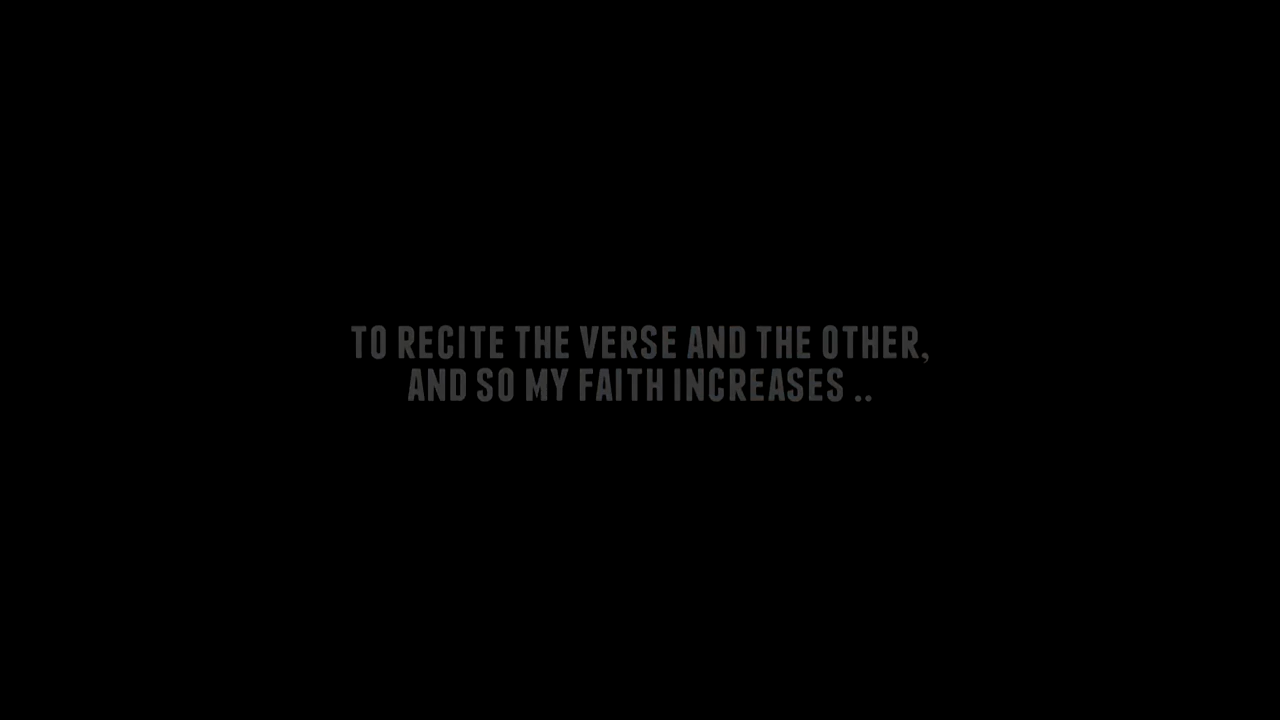 TO RECITE THE VERSE AND THE OTHER,
AND SO MY FAITH INCREASES ..